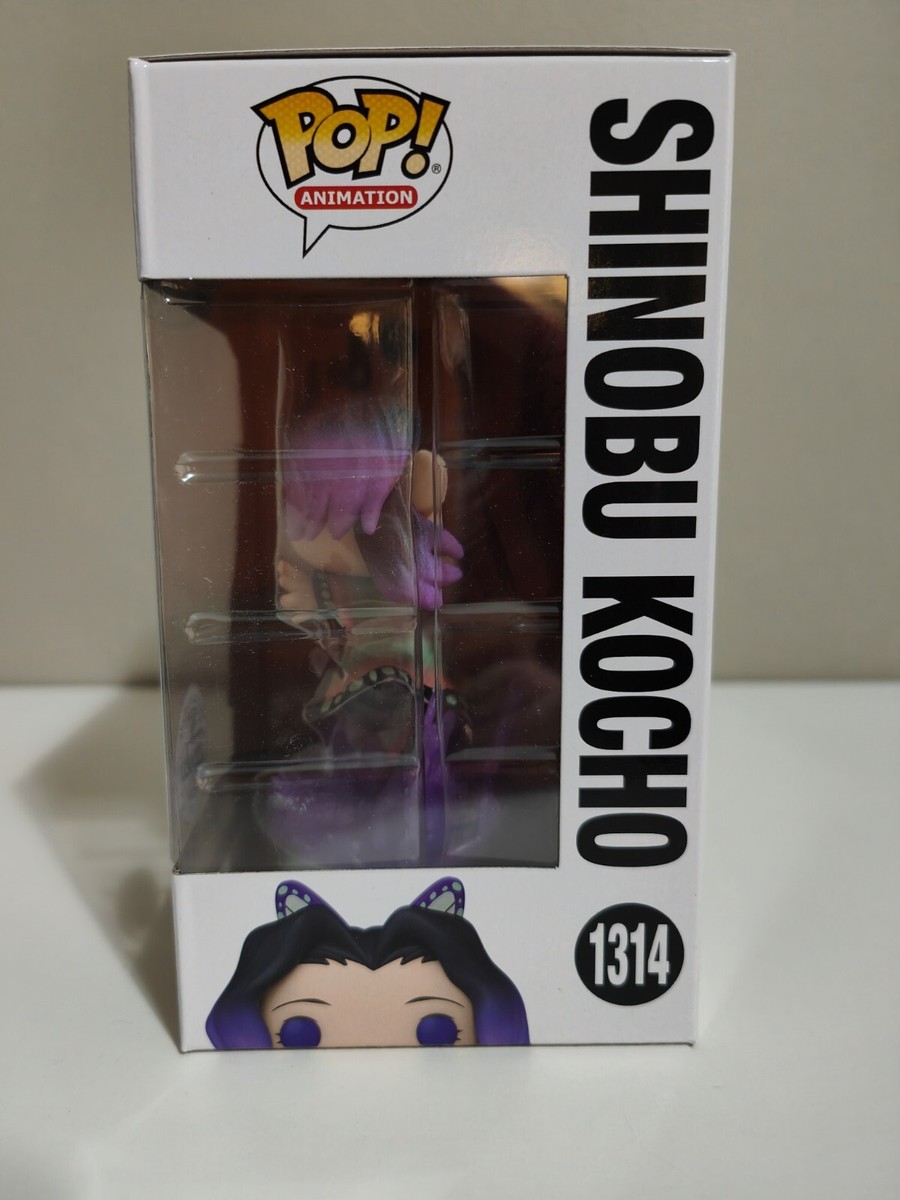 POP!®
ANIMATION
SHINOBU KOCHO
1314